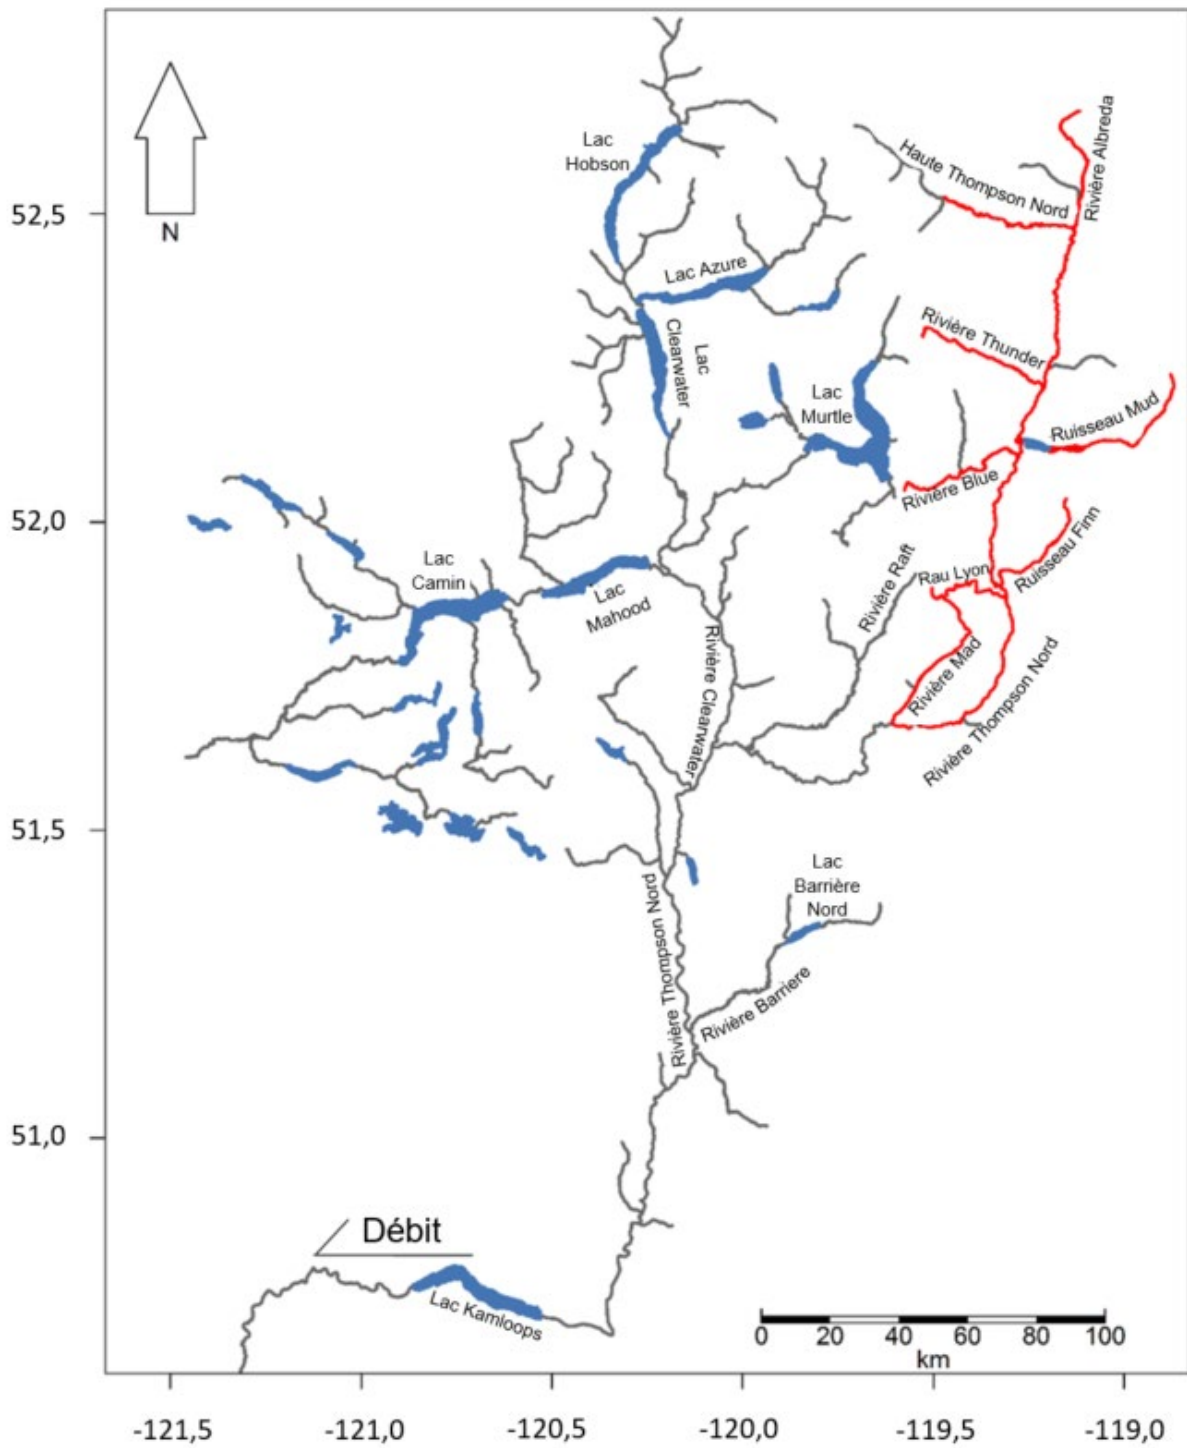 Lac
Hobson
N
Haute Thompson Nord
Rivière Albreda
52,5
Lac Azure
Lac
Clearwater
Rivière Thunder
Lac
Murtle
Ruisseau Mud
Rivière Blue
52,0
Ruisseau Finn
Lac
Camin
Rau Lyon
Rivière Raft
Lac
Mahood
Rivière Clearwater
Rivière Mad
Rivière Thompson Nord
51,5
Lac
Barrière
Nord
Rivière Thompson Nord
Rivière Barriere
51,0
Débit
Lac Kamloops
0 20 40 60 80 100
km
-121,5 -121,0 -120,5 -120,0 -119,5 -119,0